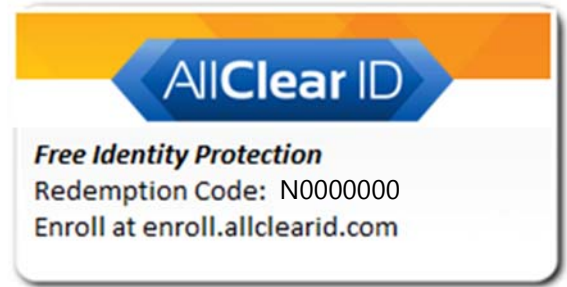 AllClear ID
Free Identity Protection
Redemption Code: N0000000
Enroll at enroll.allclearid.com